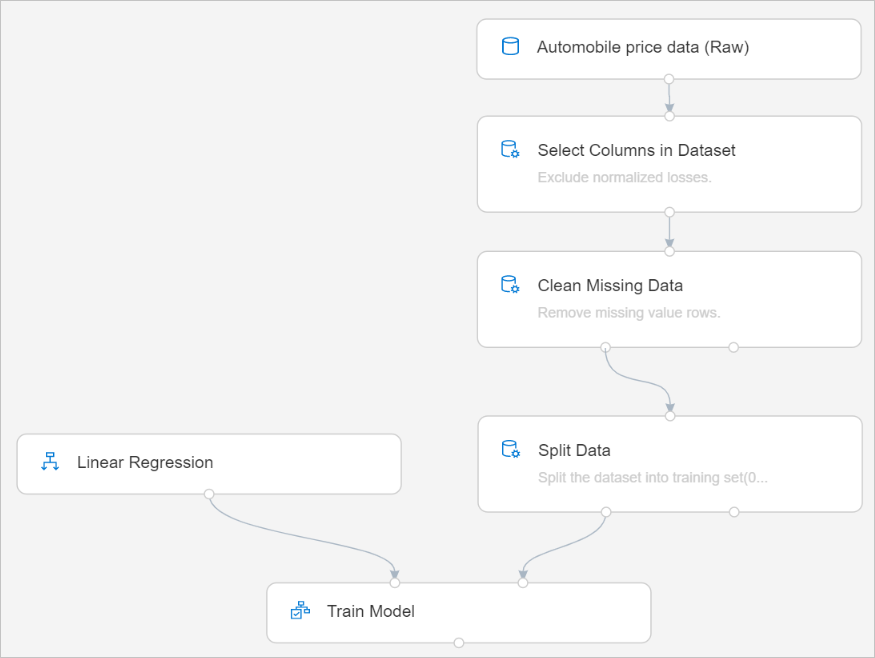 Automobile price data (Raw)
Select Columns in Dataset
Exclude normalized losses.
Clean Missing Data
Remove missing value rows.
Split Data
Split the dataset into training set(0...
Linear Regression
Train Model